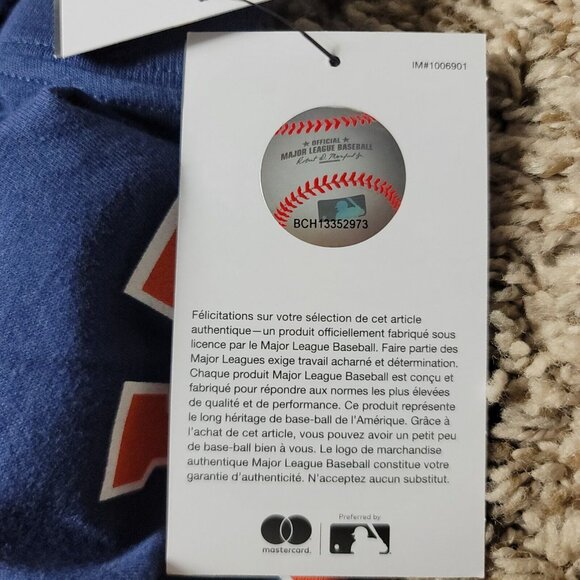 IM#1006901
★ OFFICIAL ★
MAJOR LEAGUE BASEBALL
Robert D. Manfred Jr.
BCH13352973
Félicitations sur votre sélection de cet article
authentique—un produit officiellement fabriqué sous
licence par le Major League Baseball. Faire partie des
Major Leagues exige travail acharné et détermination.
Chaque produit Major League Baseball est conçu et
fabriqué pour répondre aux normes les plus élevées
de qualité et de performance. Ce produit représente
le long héritage de base-ball de l'Amérique. Grâce à
l'achat de cet article, vous pouvez avoir un petit peu
de base-ball bien à vous. Le logo de marchandise
authentique Major League Baseball constitue votre
garantie d'authenticité. N'acceptez aucun substitut.
Preferred by
mastercard.